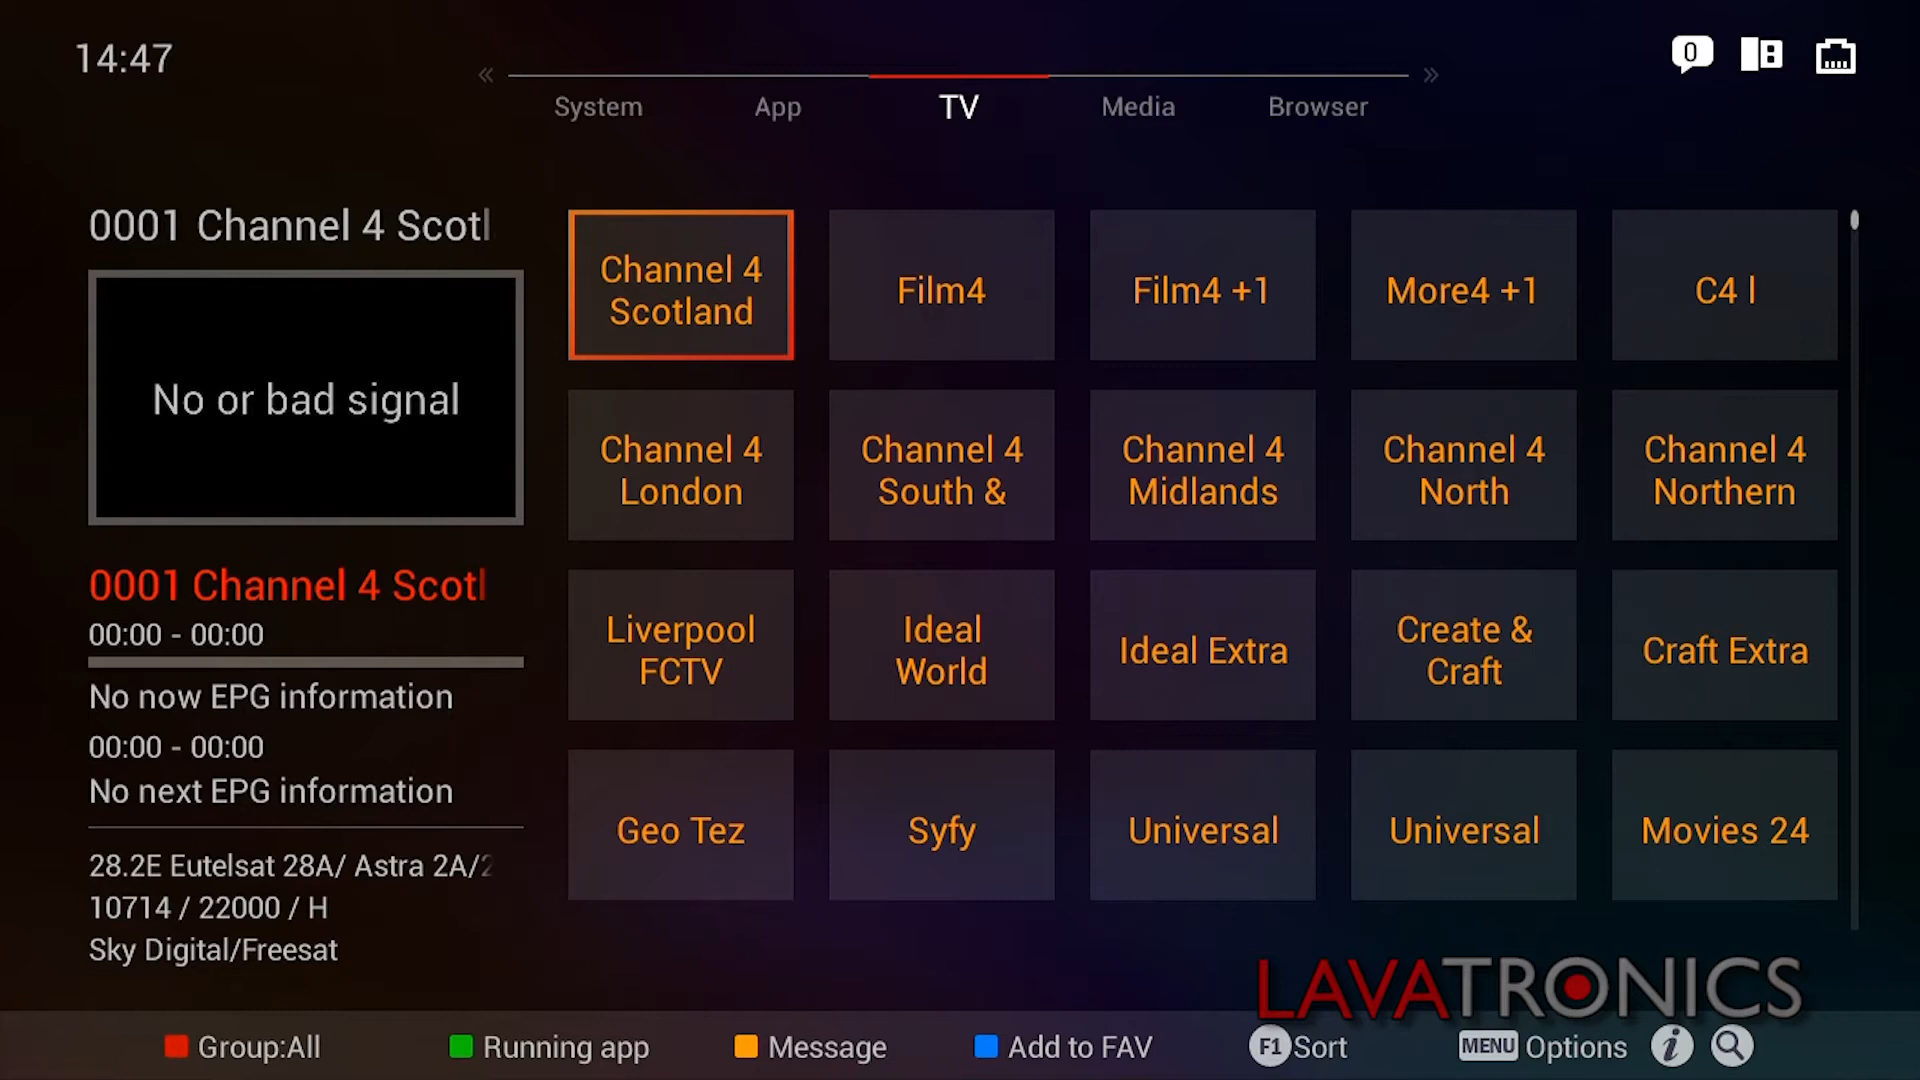 14:47
« »
0
System App TV Media Browser
0001 Channel 4 Scotl
No or bad signal
0001 Channel 4 Scotl
00:00 - 00:00
No now EPG information
00:00 - 00:00
No next EPG information
28.2E Eutelsat 28A/ Astra 2A/2
10714 / 22000 / H
Sky Digital/Freesat
Channel 4
Scotland
Film4
Film4 +1
More4 +1
C4 l
Channel 4
London
Channel 4
South &
Channel 4
Midlands
Channel 4
North
Channel 4
Northern
Liverpool
FCTV
Ideal
World
Ideal Extra
Create &
Craft
Craft Extra
Geo Tez
Syfy
Universal
Universal
Movies 24
LAVATRONICS
Group:All Running app Message Add to FAV F1 Sort MENU Options i